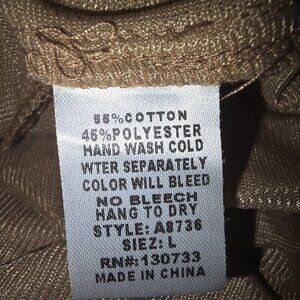 55%COTTON
45%POLYESTER
HAND WASH COLD
WTER SEPARATELY
COLOR WILL BLEED
NO BLEECH
HANG TO DRY
STYLE: A8736
SIEZ: L
RN#: 130733
MADE IN CHINA